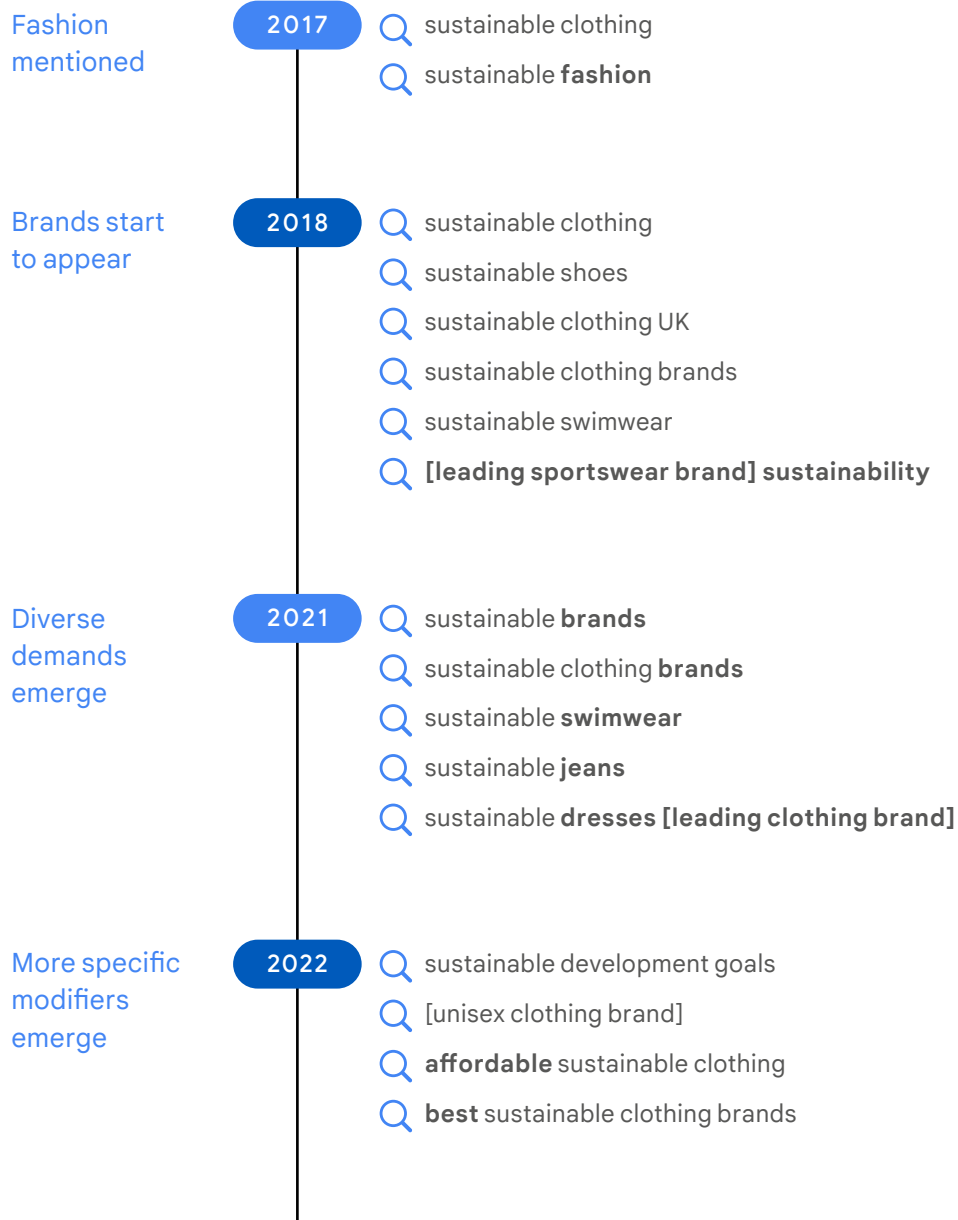 Fashion
mentioned
2017
sustainable clothing
sustainable fashion
Brands start
to appear
2018
sustainable clothing
sustainable shoes
sustainable clothing UK
sustainable clothing brands
sustainable swimwear
[leading sportswear brand] sustainability
Diverse
demands
emerge
2021
sustainable brands
sustainable clothing brands
sustainable swimwear
sustainable jeans
sustainable dresses [leading clothing brand]
More specific
modifiers
emerge
2022
sustainable development goals
[unisex clothing brand]
affordable sustainable clothing
best sustainable clothing brands